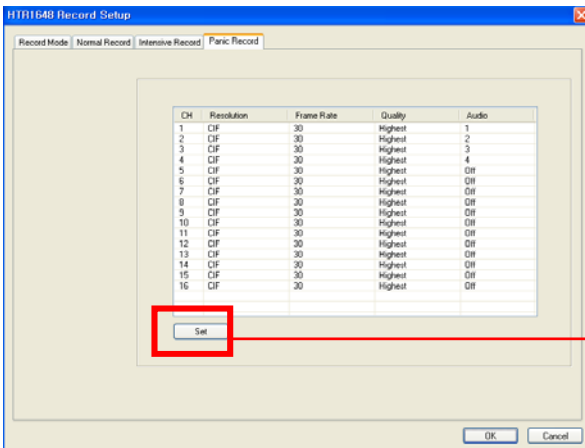 HTR1648 Record Setup
Record Mode Normal Record Intensive Record Panic Record
CH Resolution Frame Rate Quality Audio
1 CIF 30 Highest 1
2 CIF 30 Highest 2
3 CIF 30 Highest 3
4 CIF 30 Highest 4
5 CIF 30 Highest Off
6 CIF 30 Highest Off
7 CIF 30 Highest Off
8 CIF 30 Highest Off
9 CIF 30 Highest Off
10 CIF 30 Highest Off
11 CIF 30 Highest Off
12 CIF 30 Highest Off
13 CIF 30 Highest Off
14 CIF 30 Highest Off
15 CIF 30 Highest Off
16 CIF 30 Highest Off
Set
OK Cancel